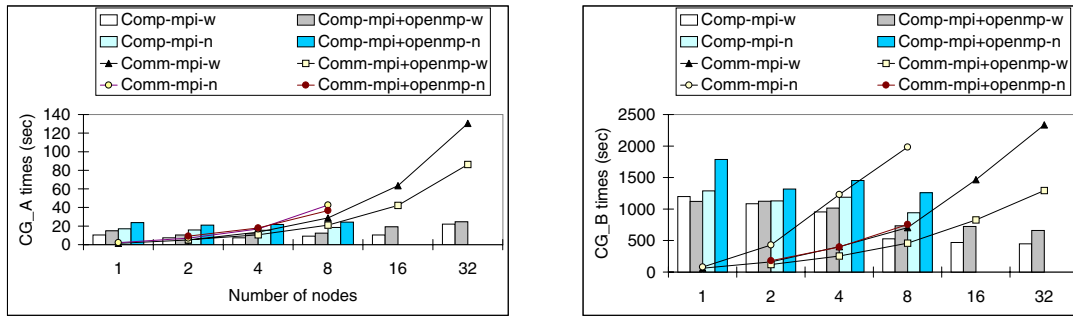 Comp-mpi-w Comp-mpi+openmp-w
Comp-mpi-n Comp-mpi+openmp-n
Comm-mpi-w Comm-mpi+openmp-w
Comm-mpi-n Comm-mpi+openmp-n
CG_A times (sec)
140
120
100
80
60
40
20
0
1 2 4 8 16 32
Number of nodes
Comp-mpi-w Comp-mpi+openmp-w
Comp-mpi-n Comp-mpi+openmp-n
Comm-mpi-w Comm-mpi+openmp-w
Comm-mpi-n Comm-mpi+openmp-n
CG_B times (sec)
2500
2000
1500
1000
500
0
1 2 4 8 16 32